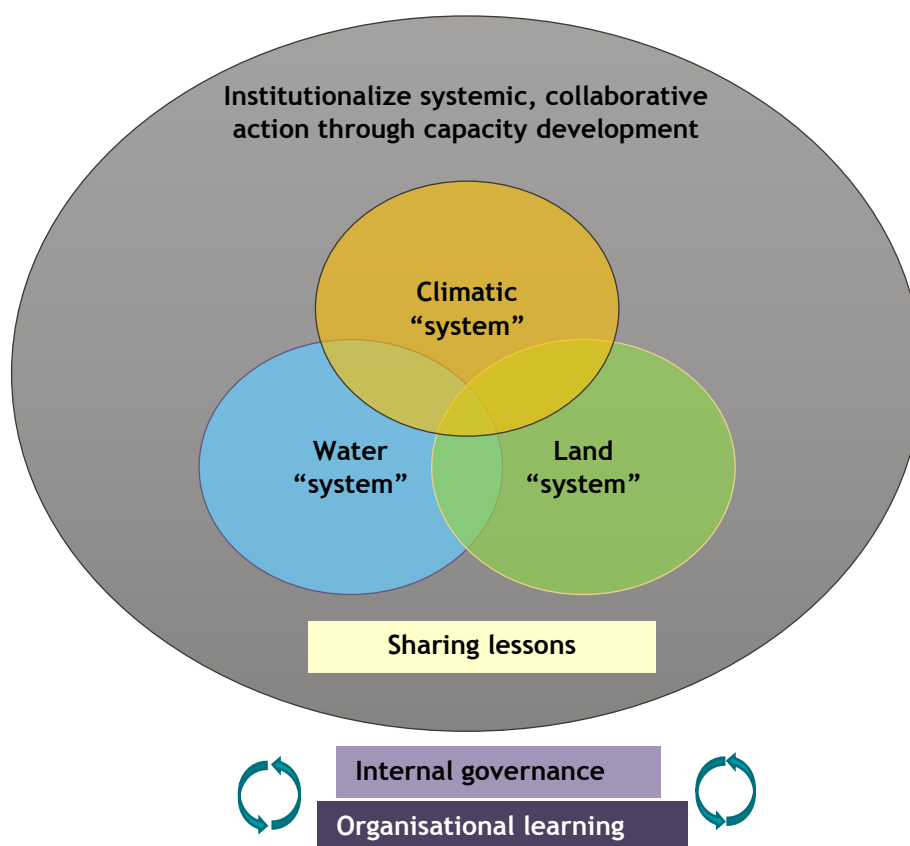 Institutionalize systemic, collaborative
action through capacity development
Climatic
“system”
Water
“system”
Land
“system”
Sharing lessons
Internal governance
Organisational learning